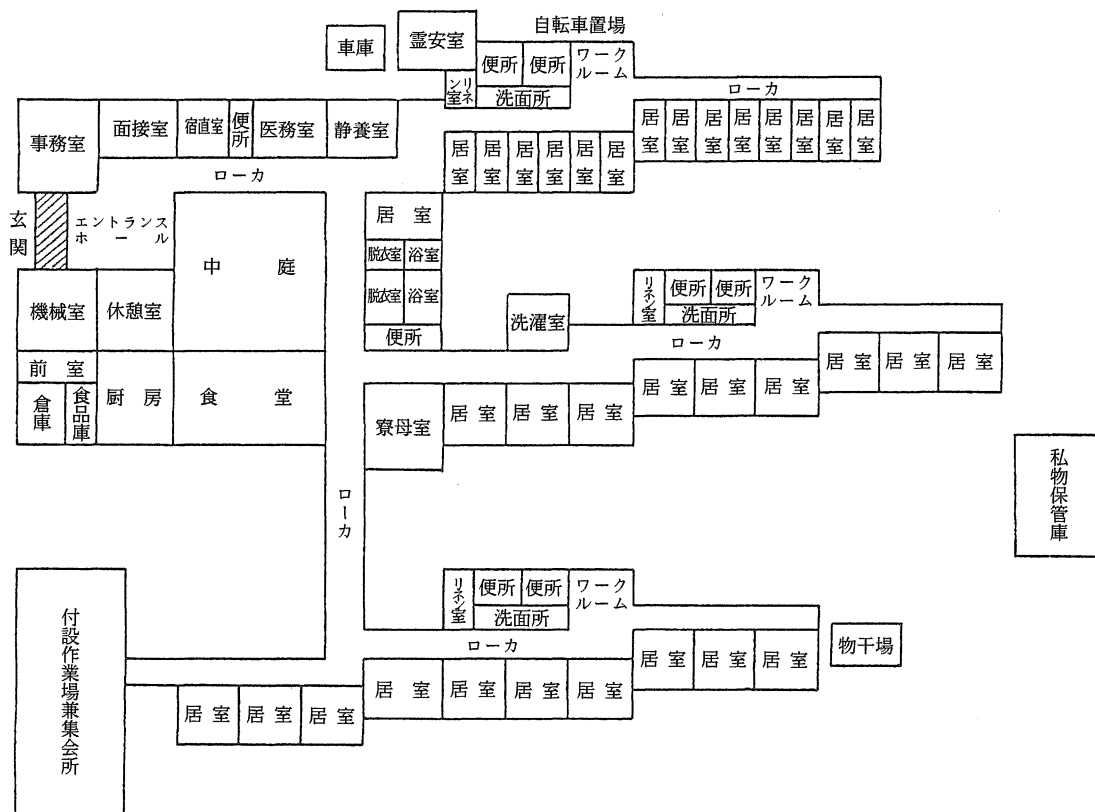 自転車置場
車庫
霊安室
便所
便所
ワーク
ルーム
リネン室
洗面所
ローカ
事務室
面接室
宿直室
便所
医務室
静養室
居室
居室
居室
居室
居室
居室
居室
居室
居室
居室
居室
居室
居室
居室
ローカ
玄関
エントランス
ホール
中庭
居室
脱衣室
浴室
脱衣室
浴室
便所
洗濯室
リネン室
便所
便所
洗面所
ワーク
ルーム
ローカ
機械室
休憩室
前室
倉庫
食品庫
厨房
食堂
寮母室
居室
居室
居室
居室
居室
居室
居室
居室
居室
私物保管庫
ローカ
リネン室
便所
便所
洗面所
ワーク
ルーム
ローカ
付設作業場兼集会所
居室
居室
居室
居室
居室
居室
居室
居室
居室
居室
物干場